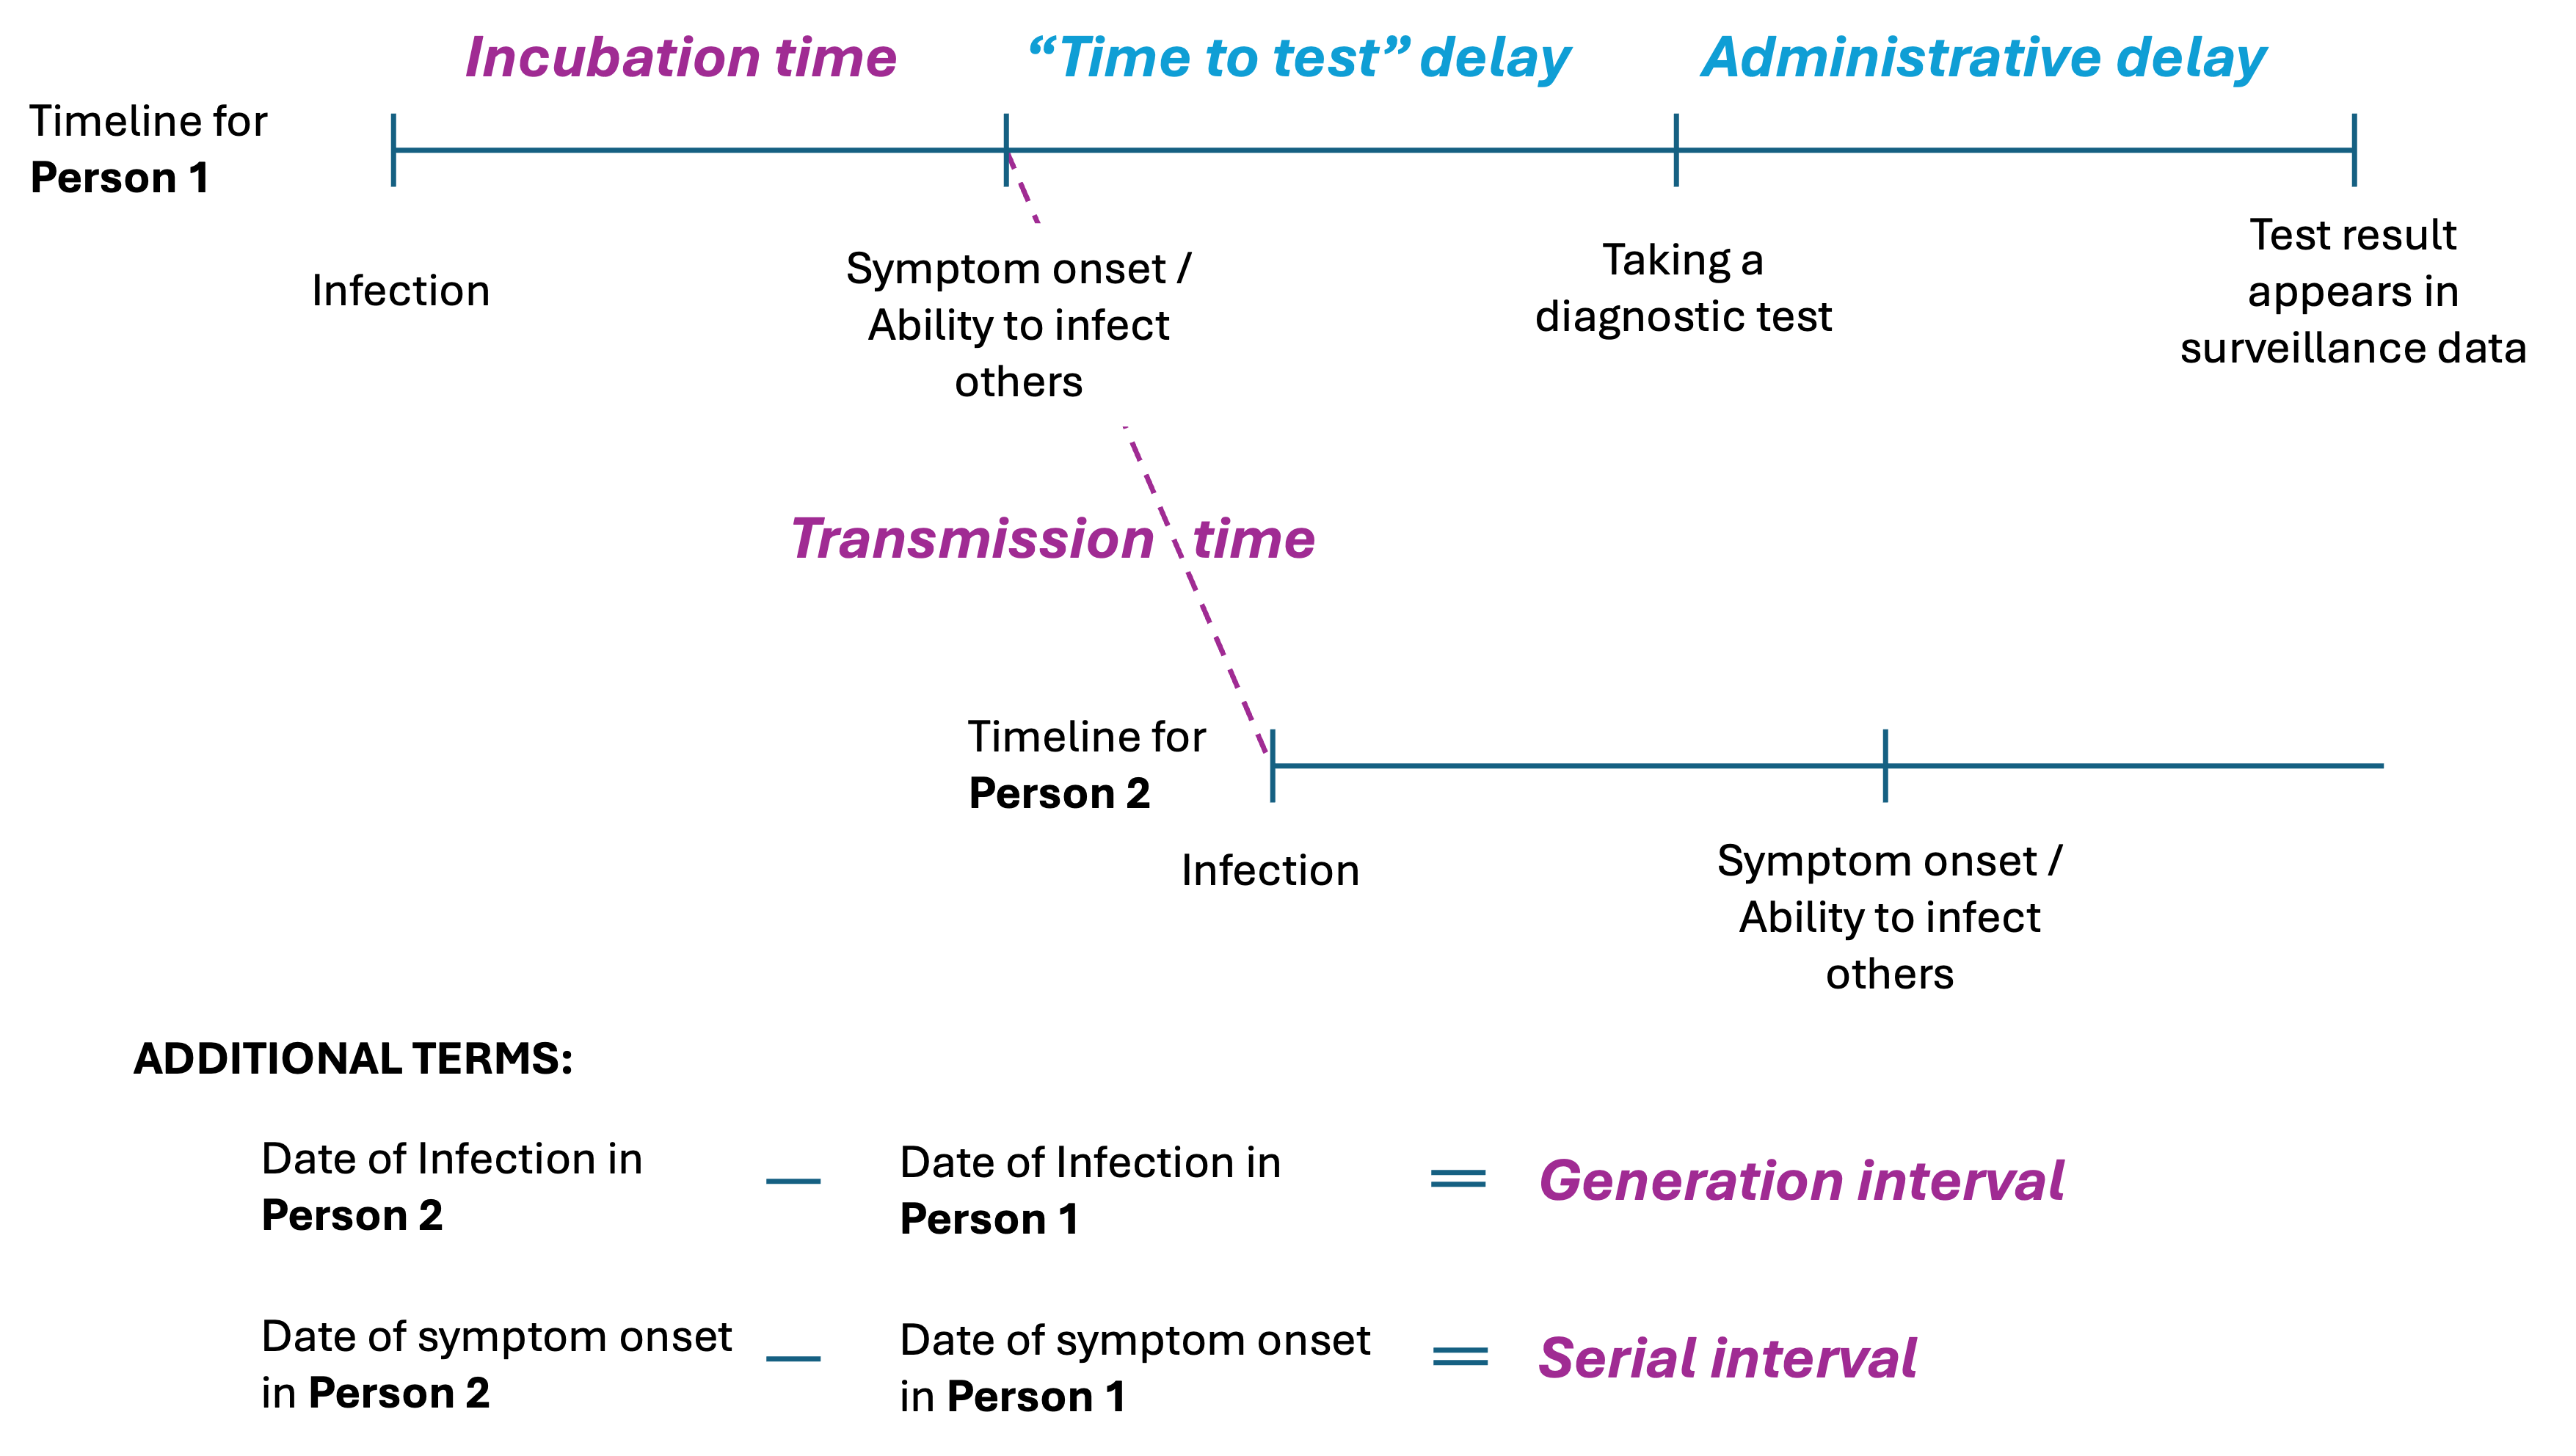 Incubation time
“Time to test” delay
Administrative delay
Timeline for
Person 1
Infection
Symptom onset /
Ability to infect
others
Taking a
diagnostic test
Test result
appears in
surveillance data
Transmission time
Timeline for
Person 2
Infection
Symptom onset /
Ability to infect
others
ADDITIONAL TERMS:
Date of Infection in
Person 2
—
Date of Infection in
Person 1
=
Generation interval
Date of symptom onset
in Person 2
—
Date of symptom onset
in Person 1
=
Serial interval